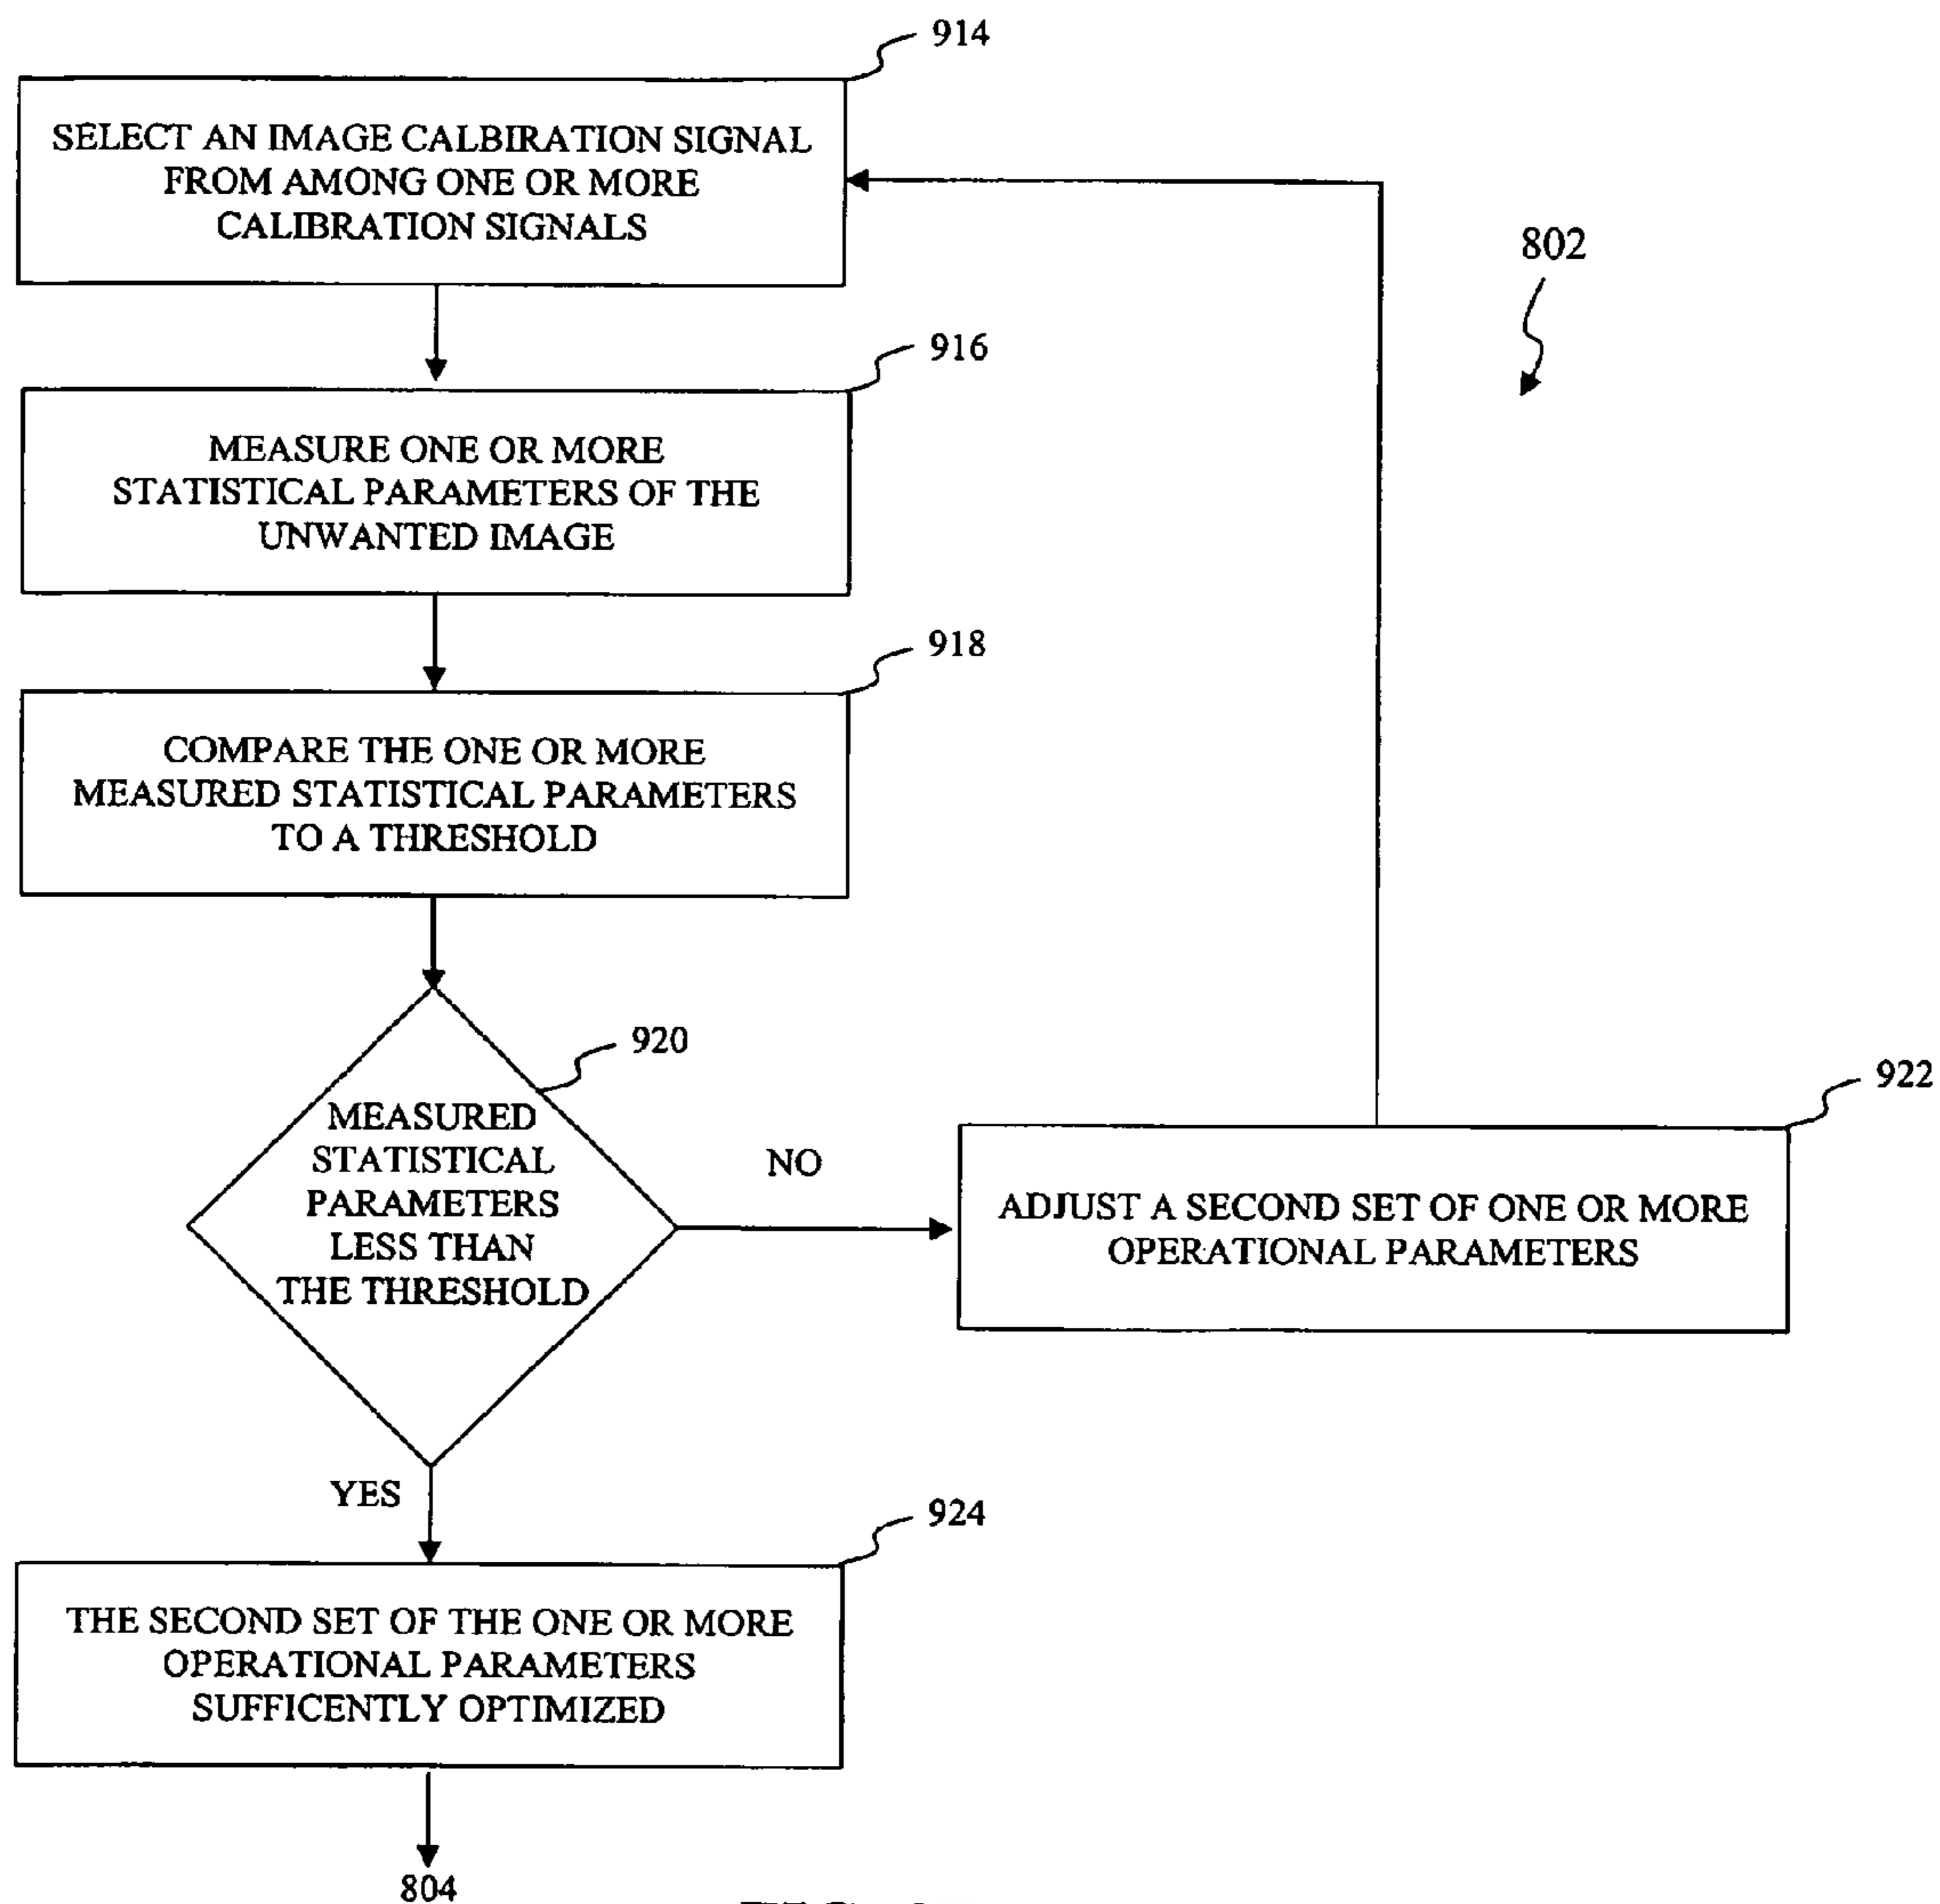 914
SELECT AN IMAGE CALBIRATION SIGNAL
FROM AMONG ONE OR MORE
CALIBRATION SIGNALS
802
916
MEASURE ONE OR MORE
STATISTICAL PARAMETERS OF THE
UNWANTED IMAGE
918
COMPARE THE ONE OR MORE
MEASURED STATISTICAL PARAMETERS
TO A THRESHOLD
920
MEASURED
STATISTICAL
PARAMETERS
LESS THAN
THE THRESHOLD
NO
922
ADJUST A SECOND SET OF ONE OR MORE
OPERATIONAL PARAMETERS
YES
924
THE SECOND SET OF THE ONE OR MORE
OPERATIONAL PARAMETERS
SUFFICENTLY OPTIMIZED
804